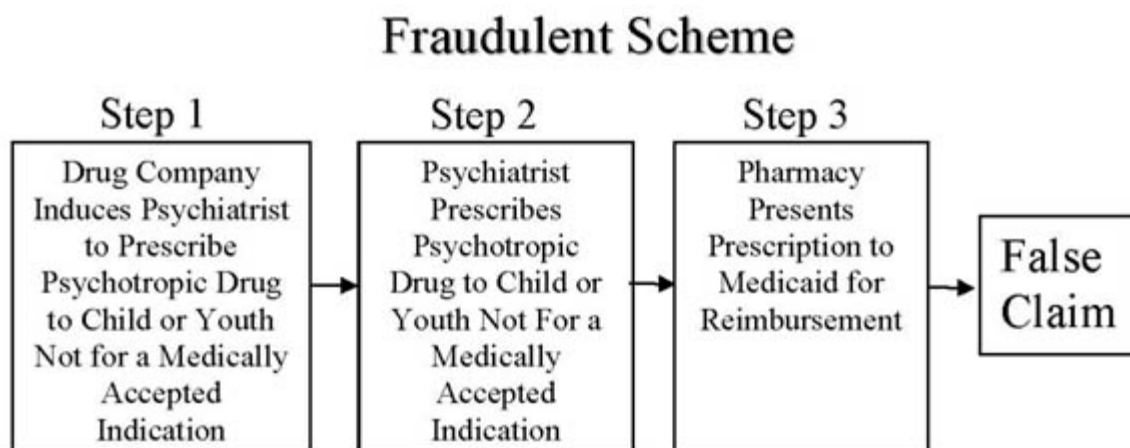 Fraudulent Scheme
Step 1
Drug Company
Induces Psychiatrist
to Prescribe
Psychotropic Drug
to Child or Youth
Not for a Medically
Accepted
Indication
Step 2
Psychiatrist
Prescribes
Psychotropic
Drug to Child or
Youth Not For a
Medically
Accepted
Indication
Step 3
Pharmacy
Presents
Prescription to
Medicaid for
Reimbursement
False
Claim